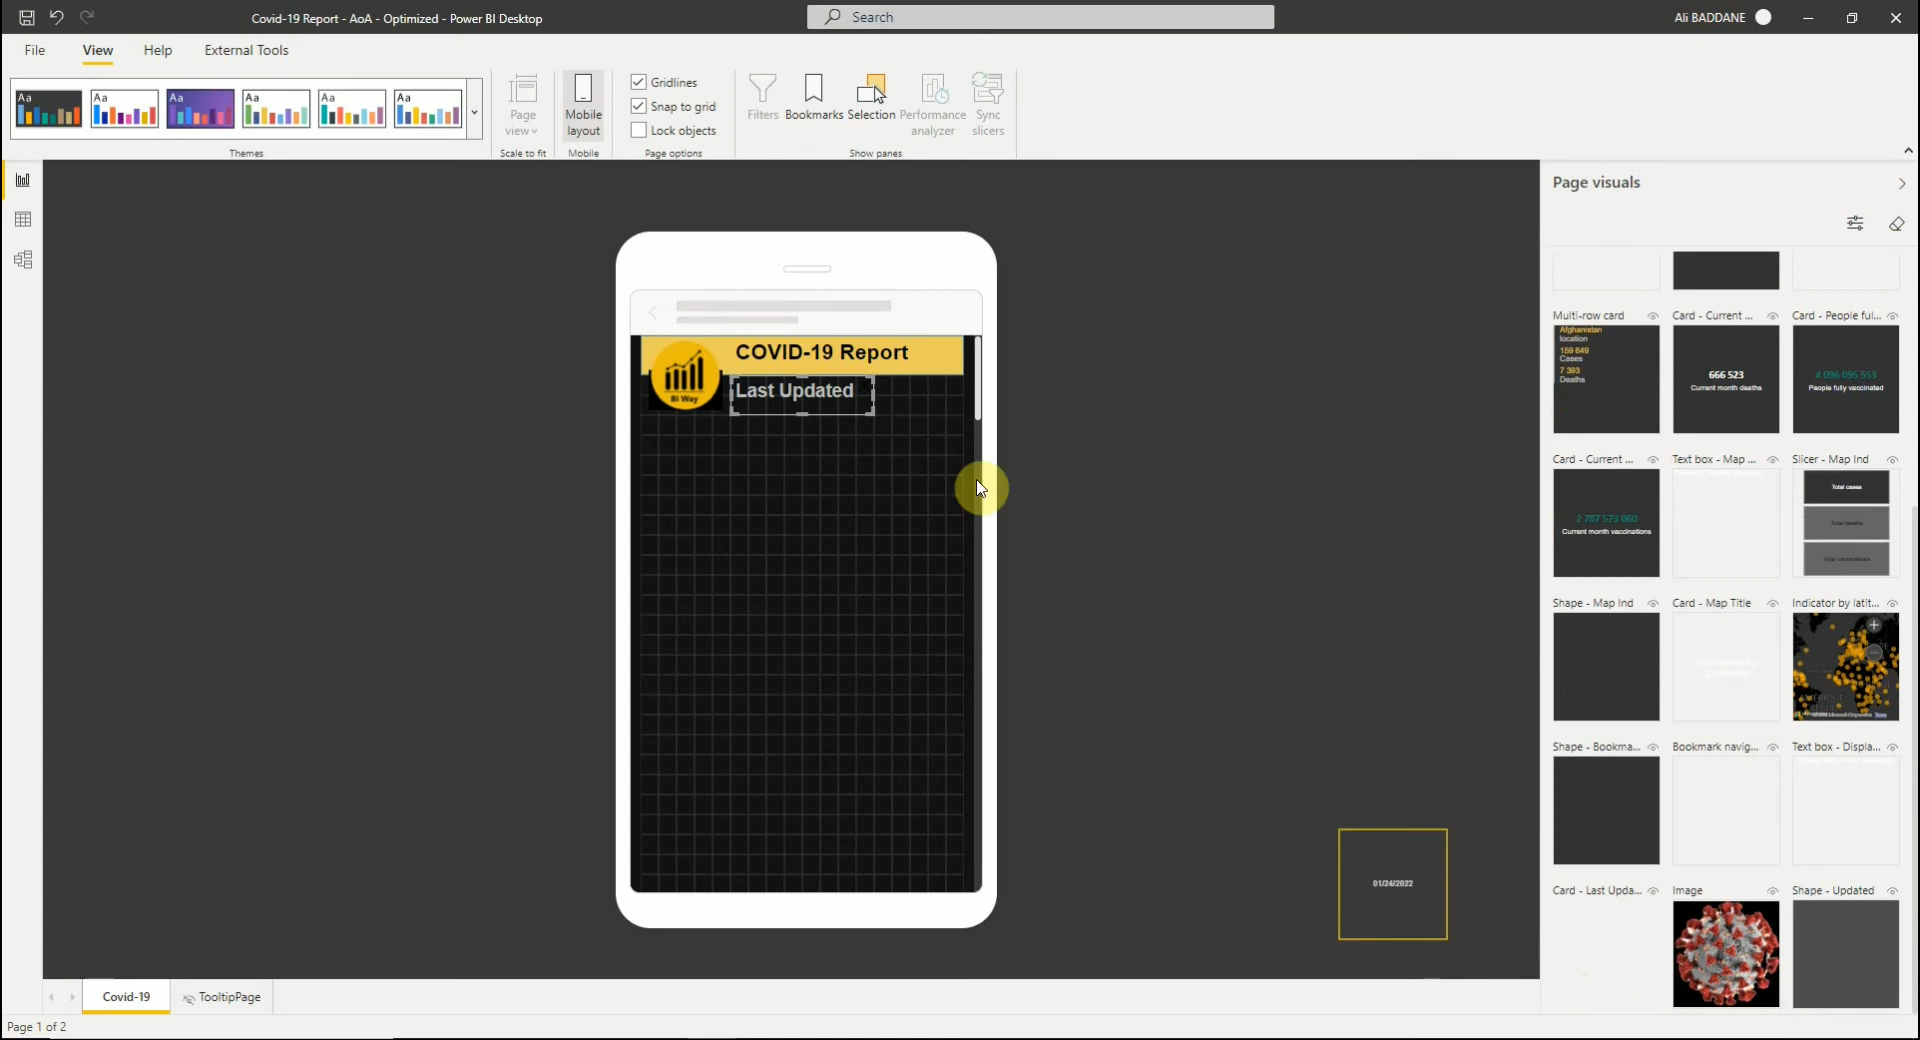 Covid-19 Report - AoA - Optimized - Power BI Desktop
Search
Ali BADDANE
File View Help External Tools
Aa Aa Aa Aa Aa Aa
Themes
Page view
Scale to fit
Mobile layout
Mobile
Gridlines
Snap to grid
Lock objects
Page options
Filters
Bookmarks
Selection
Performance analyzer
Sync slicers
Show panes
COVID-19 Report
BI Way
Last Updated
01/24/2022
Page visuals
Multi-row card
Card - Current ...
Card - People ful...
Afghanistan
location
159 649
Cases
7 393
Deaths
666 523
Current month deaths
4 096 095 553
People fully vaccinated
Card - Current ...
Text box - Map ...
Slicer - Map Ind
2 787 573 060
Current month vaccinations
Total cases
Total deaths
Total vaccinations
Shape - Map Ind
Card - Map Title
Indicator by latit...
Shape - Bookma...
Bookmark navig...
Text box - Displa...
Card - Last Upda...
Image
Shape - Updated
Covid-19
TooltipPage
Page 1 of 2